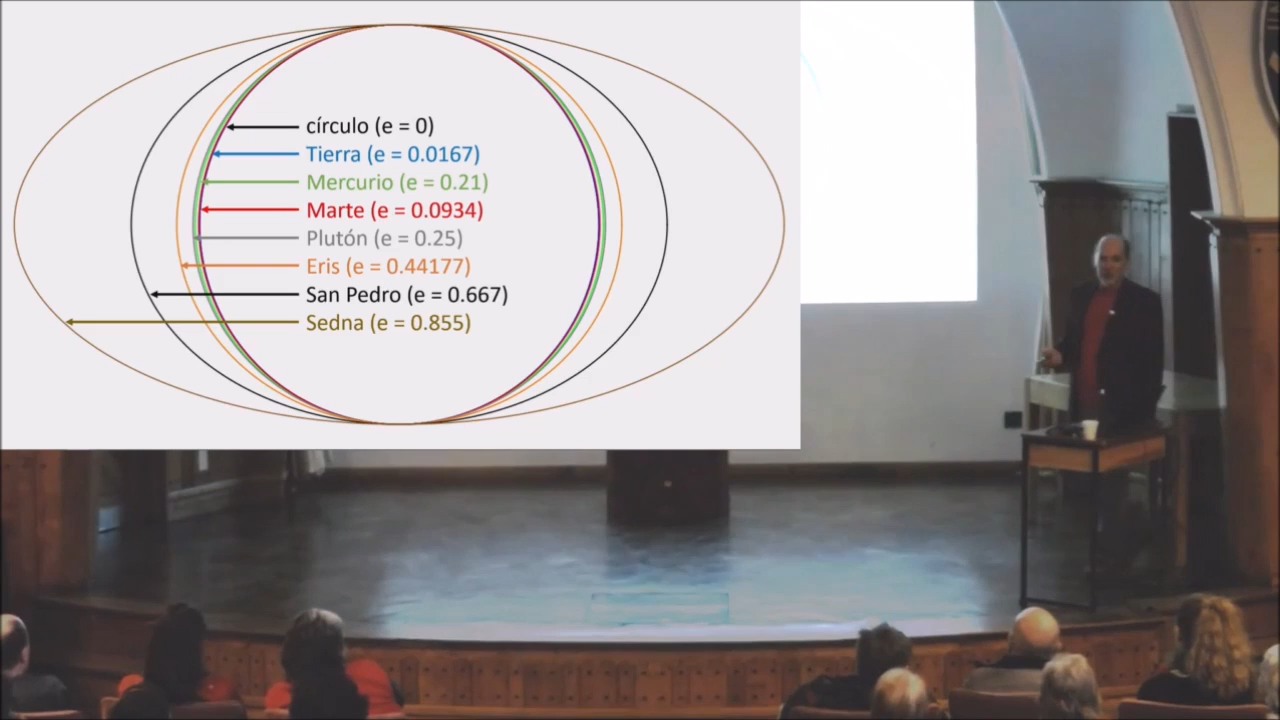 círculo (e = 0)
Tierra (e = 0.0167)
Mercurio (e = 0.21)
Marte (e = 0.0934)
Plutón (e = 0.25)
Eris (e = 0.44177)
San Pedro (e = 0.667)
Sedna (e = 0.855)